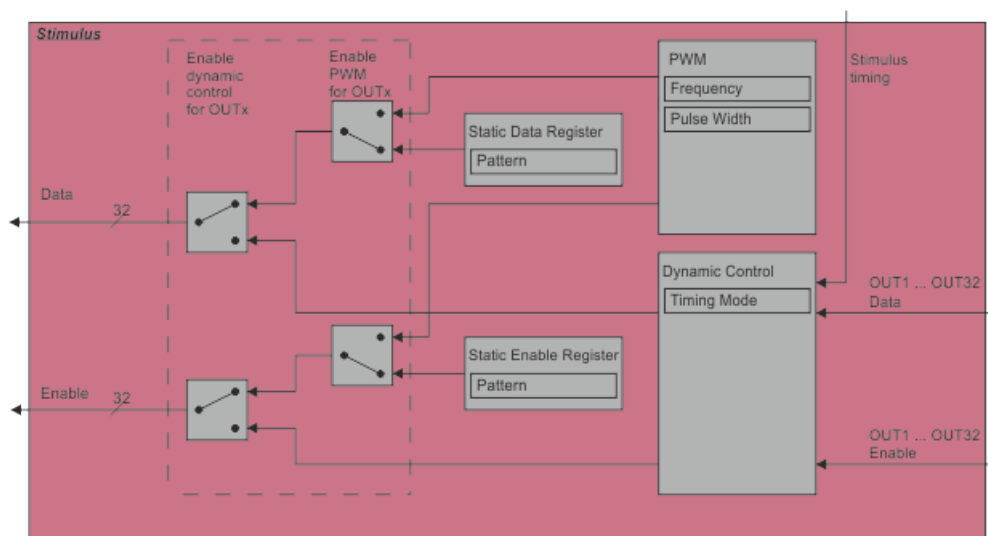 Stimulus
Enable
dynamic
control
for OUTx
Enable
PWM
for OUTx
PWM
Frequency
Pulse Width
Stimulus
timing
Static Data Register
Pattern
Data
32
Dynamic Control
Timing Mode
OUT1 ... OUT32
Data
Static Enable Register
Pattern
Enable
32
OUT1 ... OUT32
Enable